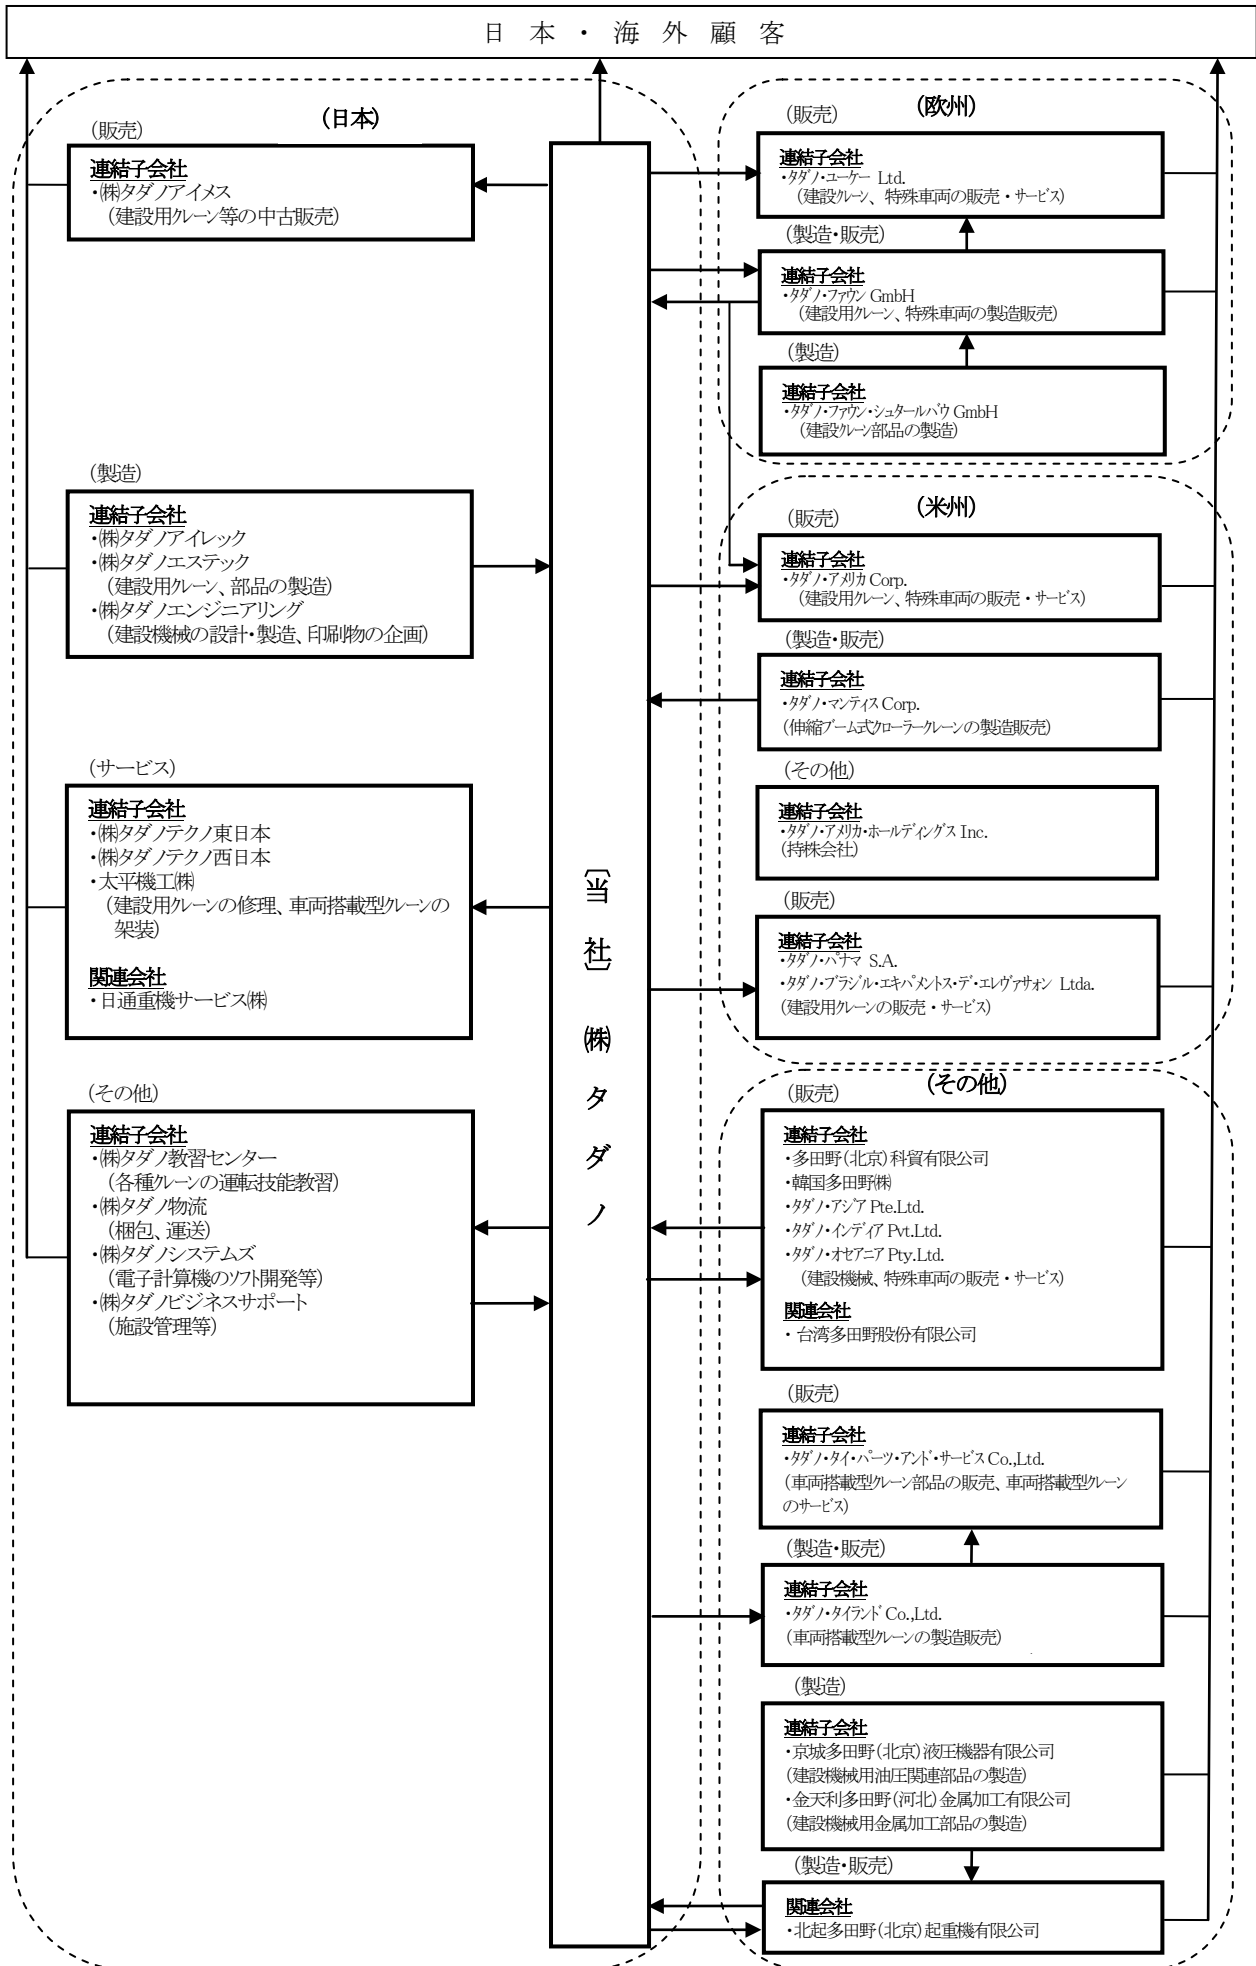 日本・海外顧客
(日本)
(販売)
連結子会社
・㈱タダノアイメス
(建設用クレーン等の中古販売)
(製造)
連結子会社
・㈱タダノアイレック
・㈱タダノエステック
(建設用クレーン、部品の製造)
・㈱タダノエンジニアリング
(建設機械の設計・製造、印刷物の企画)
(サービス)
連結子会社
・㈱タダノテクノ東日本
・㈱タダノテクノ西日本
・太平機工㈱
(建設用クレーンの修理、車両搭載型クレーンの
架装)
関連会社
・日通重機サービス㈱
(その他)
連結子会社
・㈱タダノ教習センター
(各種クレーンの運転技能教習)
・㈱タダノ物流
(梱包、運送)
・㈱タダノシステムズ
(電子計算機のソフト開発等)
・㈱タダノビジネスサポート
(施設管理等)
〔当社〕㈱タダノ
(欧州)
(販売)
連結子会社
・タダノ・ユーケー Ltd.
(建設クレーン、特殊車両の販売・サービス)
(製造・販売)
連結子会社
・タダノ・ファウン GmbH
(建設用クレーン、特殊車両の製造販売)
(製造)
連結子会社
・タダノ・ファウン・シュタールバウ GmbH
(建設クレーン部品の製造)
(米州)
(販売)
連結子会社
・タダノ・アメリカ Corp.
(建設用クレーン、特殊車両の販売・サービス)
(製造・販売)
連結子会社
・タダノ・マンティス Corp.
(伸縮ブーム式クローラークレーンの製造販売)
(その他)
連結子会社
・タダノ・アメリカ・ホールディングス Inc.
(持株会社)
(販売)
連結子会社
・タダノ・パナマ S.A.
・タダノ・ブラジル・エキパメントス・デ・エレヴァサォン Ltda.
(建設用クレーンの販売・サービス)
(その他)
(販売)
連結子会社
・多田野(北京)科貿有限公司
・韓国多田野㈱
・タダノ・アジア Pte.Ltd.
・タダノ・インディア Pvt.Ltd.
・タダノ・オセアニア Pty.Ltd.
(建設機械、特殊車両の販売・サービス)
関連会社
・台湾多田野股份有限公司
(販売)
連結子会社
・タダノ・タイ・パーツ・アンド・サービス Co.,Ltd.
(車両搭載型クレーン部品の販売、車両搭載型クレーン
のサービス)
(製造・販売)
連結子会社
・タダノ・タイランド Co.,Ltd.
(車両搭載型クレーンの製造販売)
(製造)
連結子会社
・京城多田野(北京)液圧機器有限公司
(建設機械用油圧関連部品の製造)
・金天利多田野(河北)金属加工有限公司
(建設機械用金属加工部品の製造)
(製造・販売)
関連会社
・北起多田野(北京)起重機有限公司